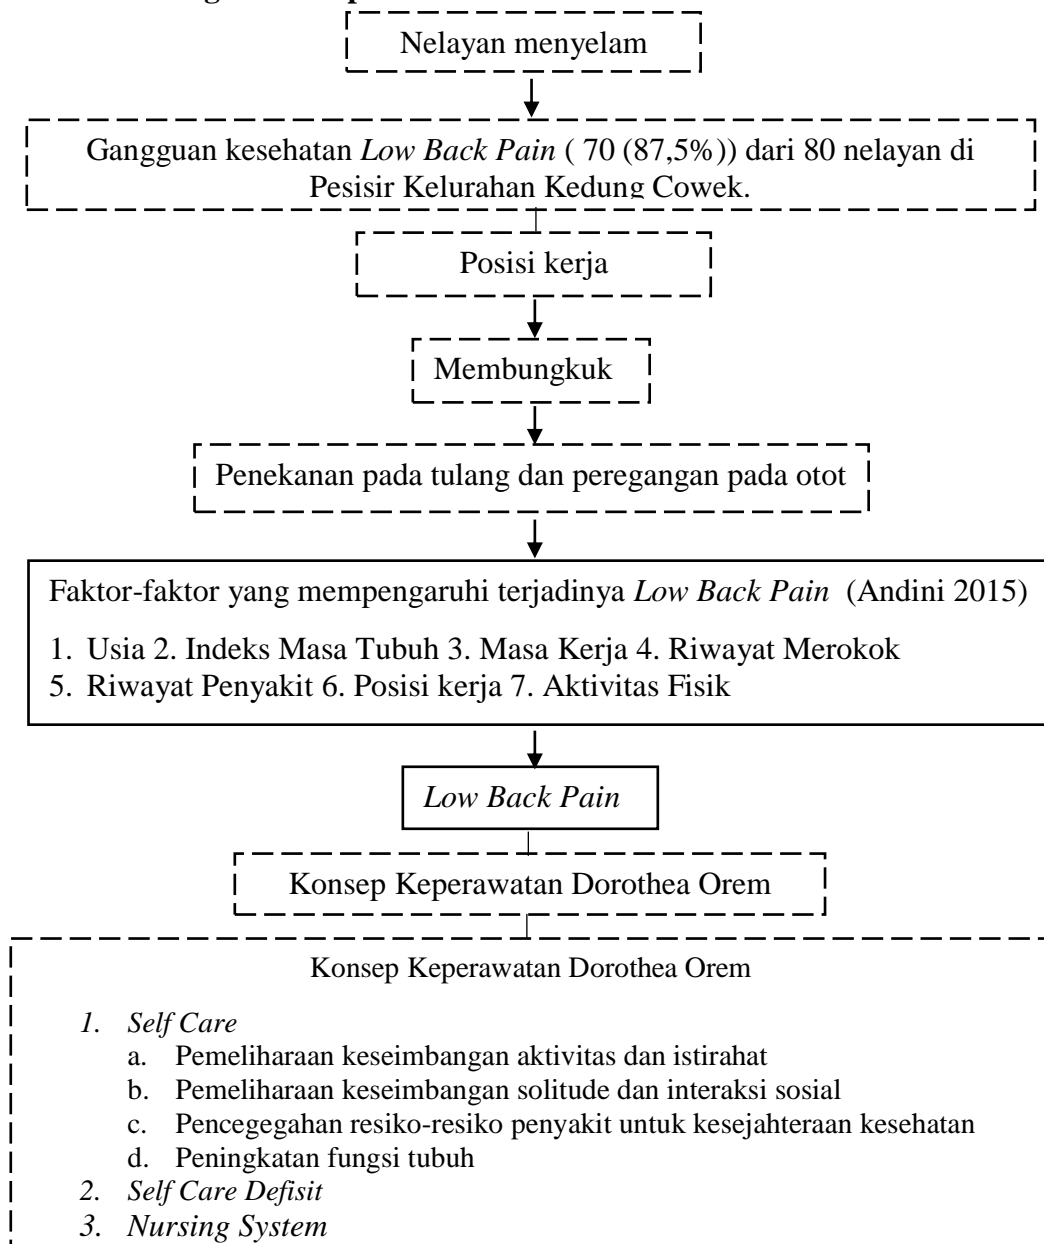 Nelayan menyelam
Gangguan kesehatan Low Back Pain ( 70 (87,5%)) dari 80 nelayan di
Pesisir Kelurahan Kedung Cowek.
Posisi kerja
Membungkuk
Penekanan pada tulang dan peregangan pada otot
Faktor-faktor yang mempengaruhi terjadinya Low Back Pain (Andini 2015)
1. Usia 2. Indeks Masa Tubuh 3. Masa Kerja 4. Riwayat Merokok
5. Riwayat Penyakit 6. Posisi kerja 7. Aktivitas Fisik
Low Back Pain
Konsep Keperawatan Dorothea Orem
Konsep Keperawatan Dorothea Orem
1. Self Care
a. Pemeliharaan keseimbangan aktivitas dan istirahat
b. Pemeliharaan keseimbangan solitude dan interaksi sosial
c. Pencegegahan resiko-resiko penyakit untuk kesejahteraan kesehatan
d. Peningkatan fungsi tubuh
2. Self Care Defisit
3. Nursing System